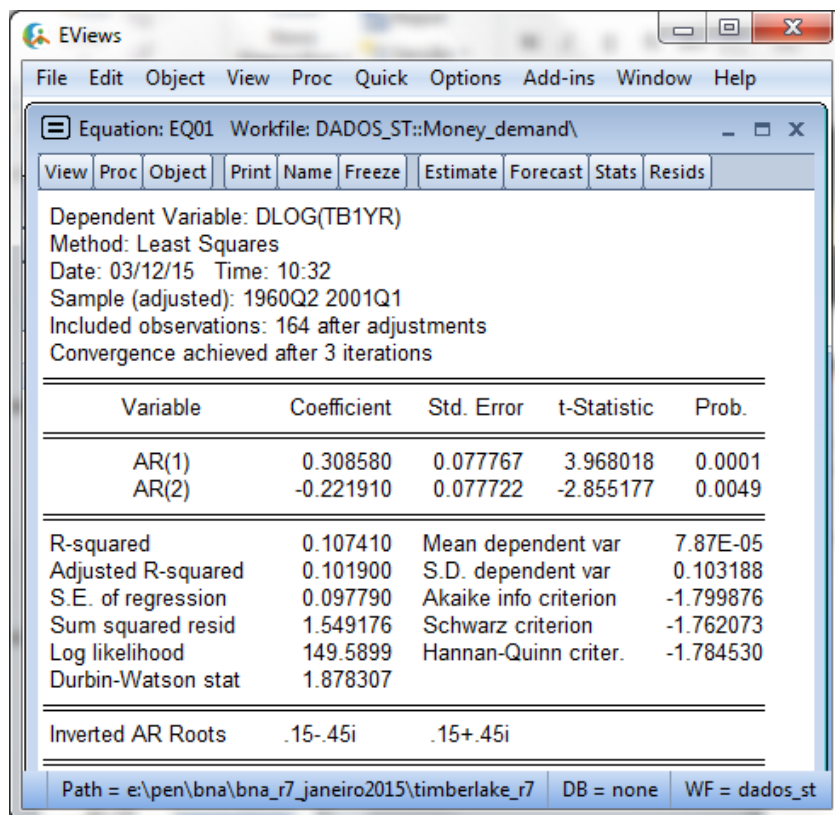 EViews
File Edit Object View Proc Quick Options Add-ins Window Help
Equation: EQ01 Workfile: DADOS_ST::Money_demand\
View Proc Object Print Name Freeze Estimate Forecast Stats Resids
Dependent Variable: DLOG(TB1YR)
Method: Least Squares
Date: 03/12/15 Time: 10:32
Sample (adjusted): 1960Q2 2001Q1
Included observations: 164 after adjustments
Convergence achieved after 3 iterations
Variable Coefficient Std. Error t-Statistic Prob.
AR(1) 0.308580 0.077767 3.968018 0.0001
AR(2) -0.221910 0.077722 -2.855177 0.0049
R-squared 0.107410 Mean dependent var 7.87E-05
Adjusted R-squared 0.101900 S.D. dependent var 0.103188
S.E. of regression 0.097790 Akaike info criterion -1.799876
Sum squared resid 1.549176 Schwarz criterion -1.762073
Log likelihood 149.5899 Hannan-Quinn criter. -1.784530
Durbin-Watson stat 1.878307
Inverted AR Roots .15-.45i .15+.45i
Path = e:\pen\bna\bna_r7_janeiro2015\timberlake_r7 DB = none WF = dados_st